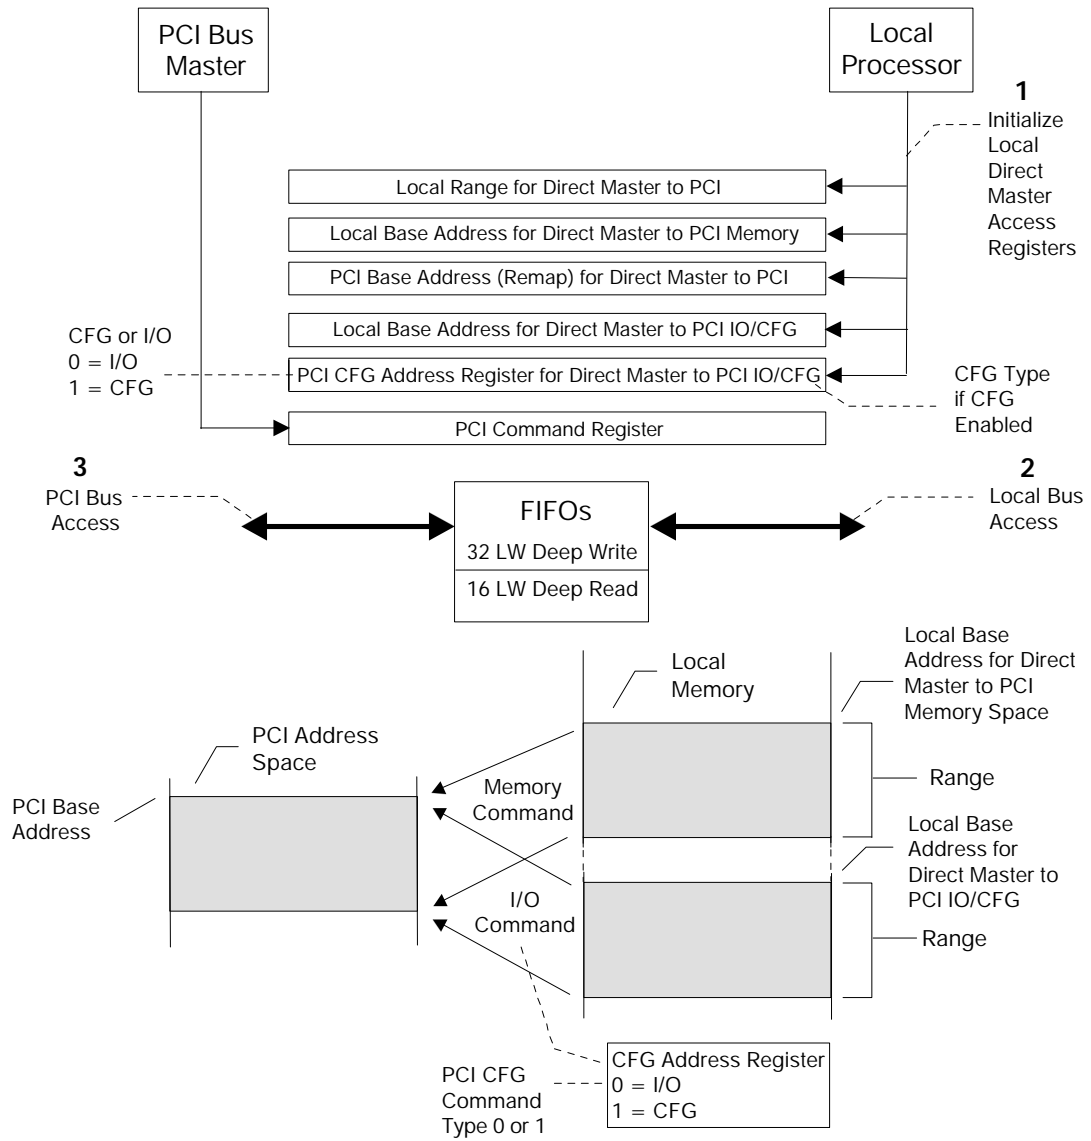 PCI Bus
Master
Local
Processor
1
Initialize
Local
Direct
Master
Access
Registers
Local Range for Direct Master to PCI
Local Base Address for Direct Master to PCI Memory
PCI Base Address (Remap) for Direct Master to PCI
Local Base Address for Direct Master to PCI IO/CFG
CFG or I/O
0 = I/O
1 = CFG
PCI CFG Address Register for Direct Master to PCI IO/CFG
CFG Type
if CFG
Enabled
PCI Command Register
3
PCI Bus
Access
FIFOs
32 LW Deep Write
16 LW Deep Read
2
Local Bus
Access
Local
Memory
Local Base
Address for Direct
Master to PCI
Memory Space
PCI Address
Space
Range
PCI Base
Address
Memory
Command
Local Base
Address for
Direct Master to
PCI IO/CFG
I/O
Command
Range
CFG Address Register
0 = I/O
1 = CFG
PCI CFG
Command
Type 0 or 1